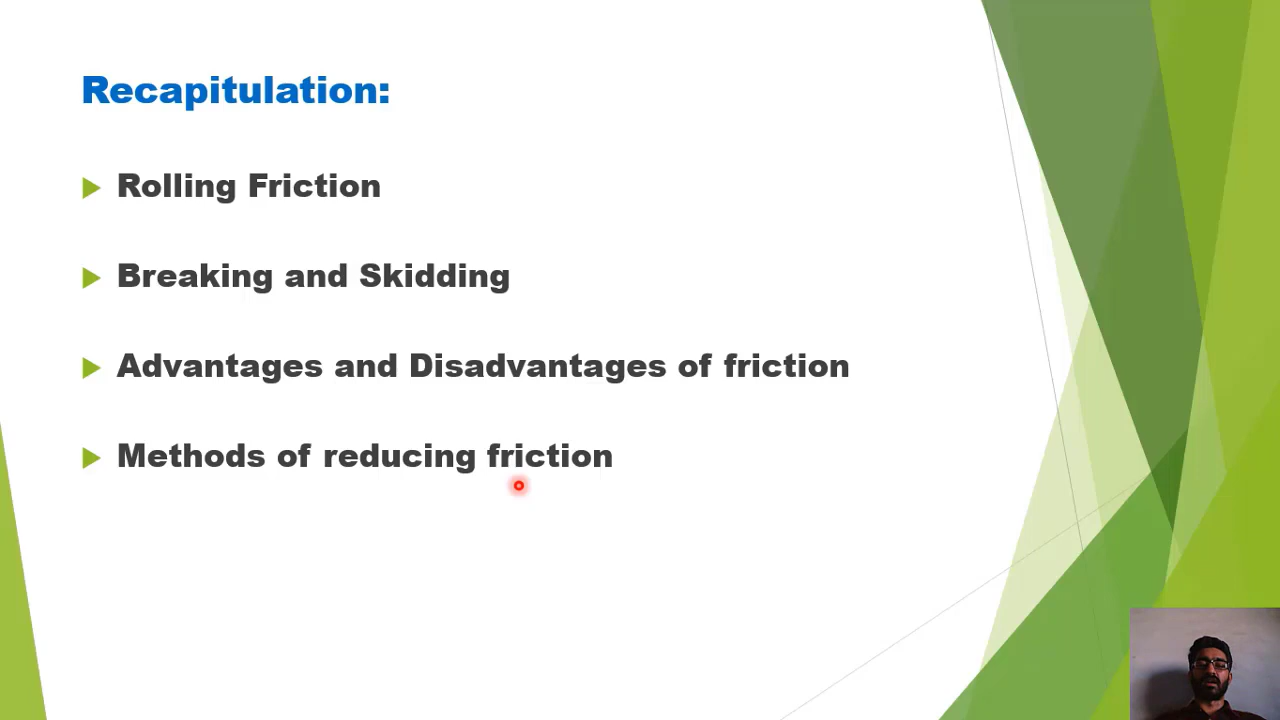 Recapitulation:
Rolling Friction
Breaking and Skidding
Advantages and Disadvantages of friction
Methods of reducing friction